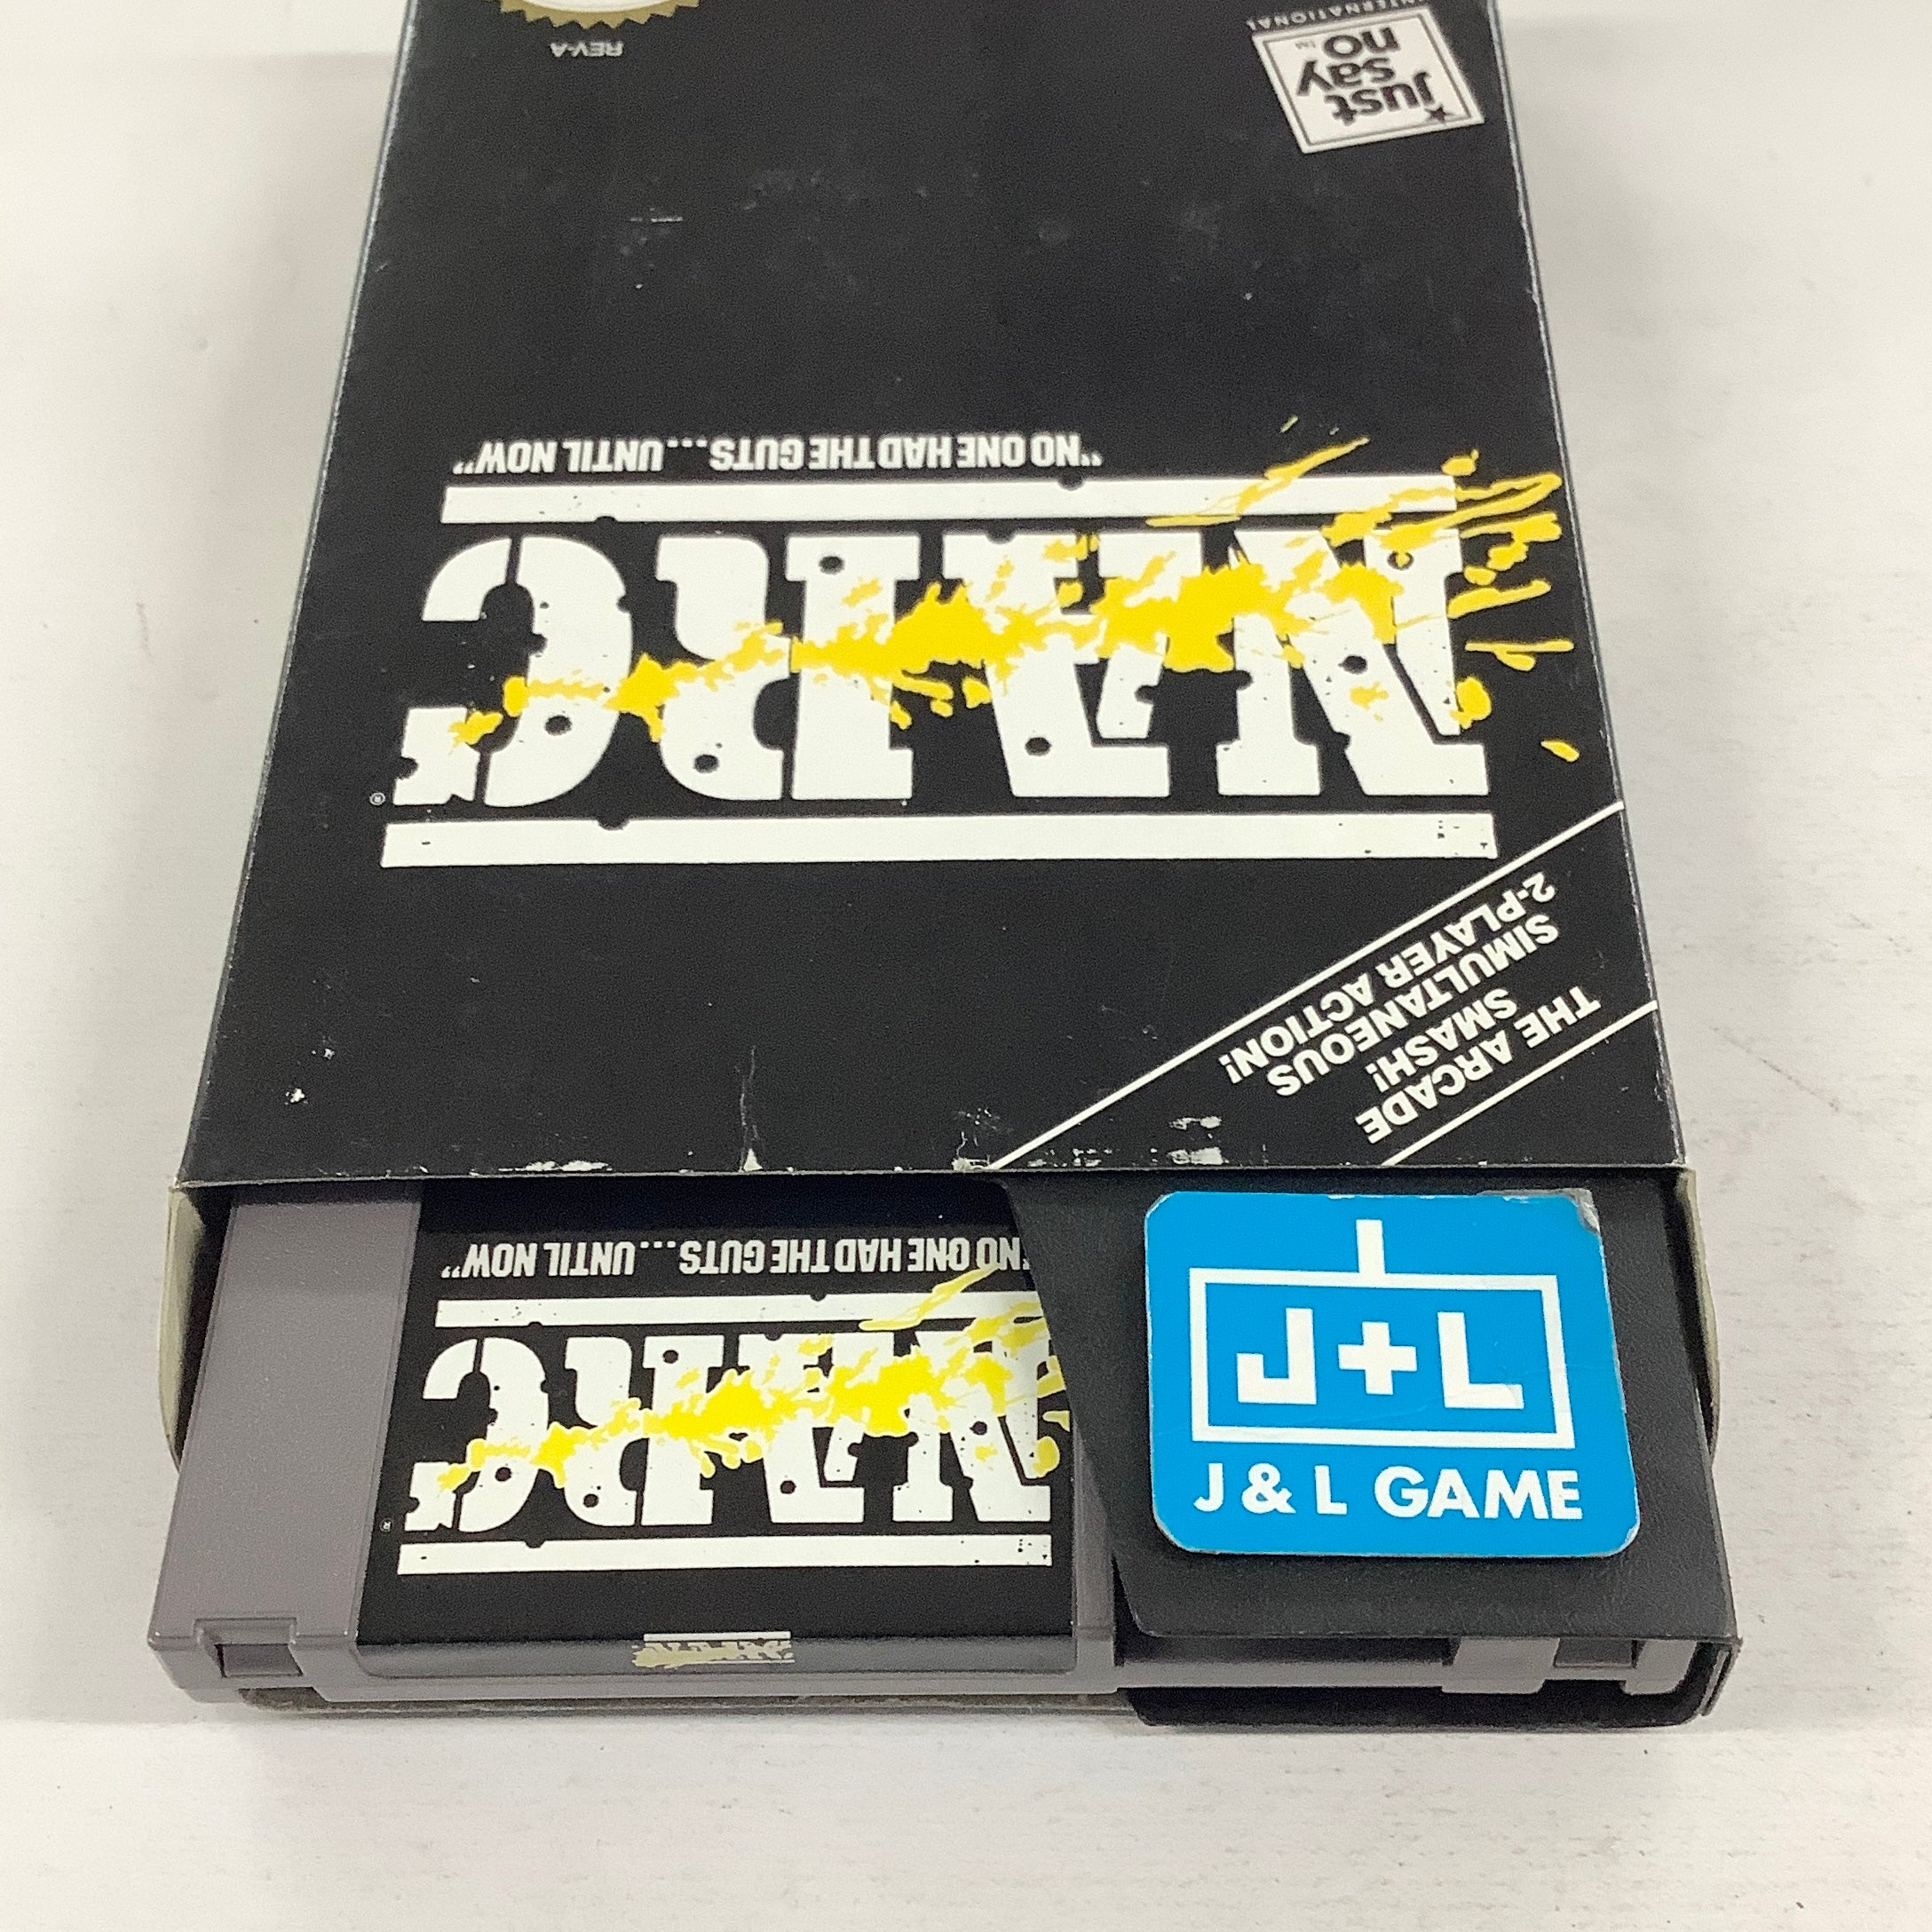 REV-A
just
say
no
TM
INTERNATIONAL
"NO ONE HAD THE GUTS...UNTIL NOW"
NARC
®
THE ARCADE
SMASH!
SIMULTANEOUS
2-PLAYER ACTION!
NO ONE HAD THE GUTS...UNTIL NOW"
NARC
®
J+L
J & L GAME